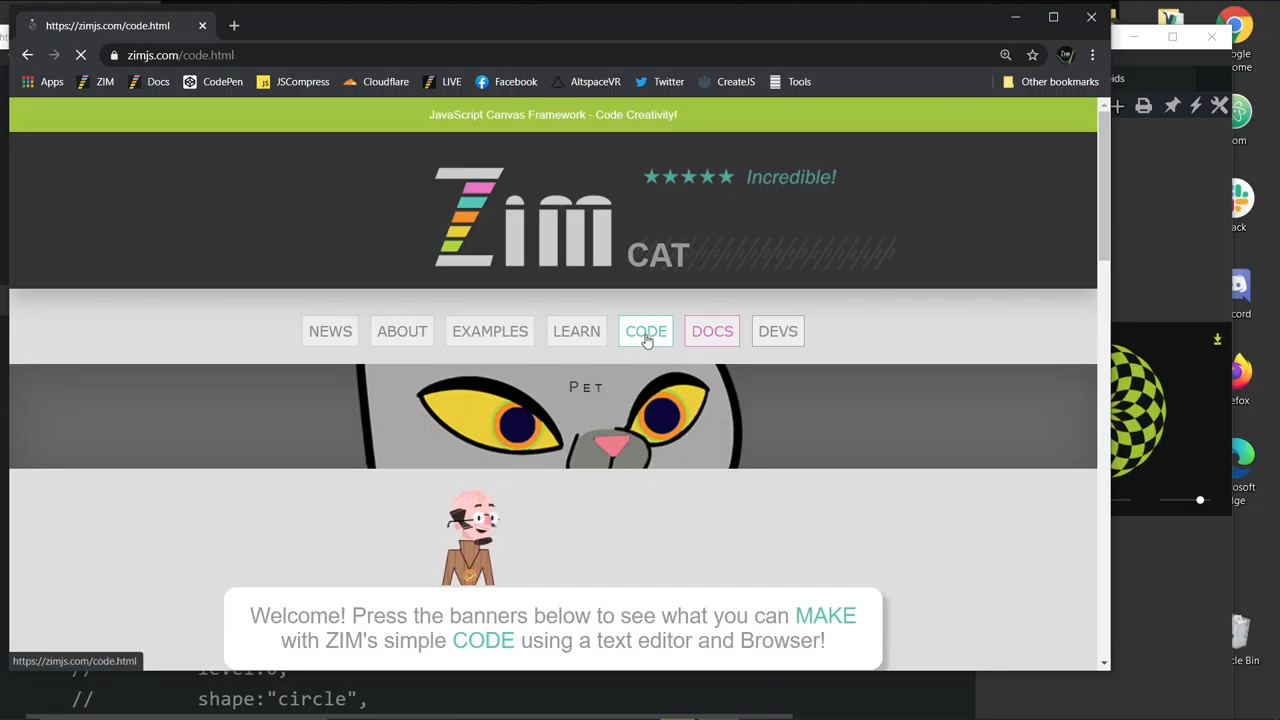 https://zimjs.com/code.html
zimjs.com/code.html
Apps ZIM Docs CodePen JSCompress Cloudflare LIVE Facebook AltspaceVR Twitter CreateJS Tools Other bookmarks
JavaScript Canvas Framework - Code Creativity!
Zim
★★★★★ Incredible!
CAT
NEWS ABOUT EXAMPLES LEARN CODE DOCS DEVS
Pet
Welcome! Press the banners below to see what you can MAKE
with ZIM's simple CODE using a text editor and Browser!
https://zimjs.com/code.html
// shape:"circle",